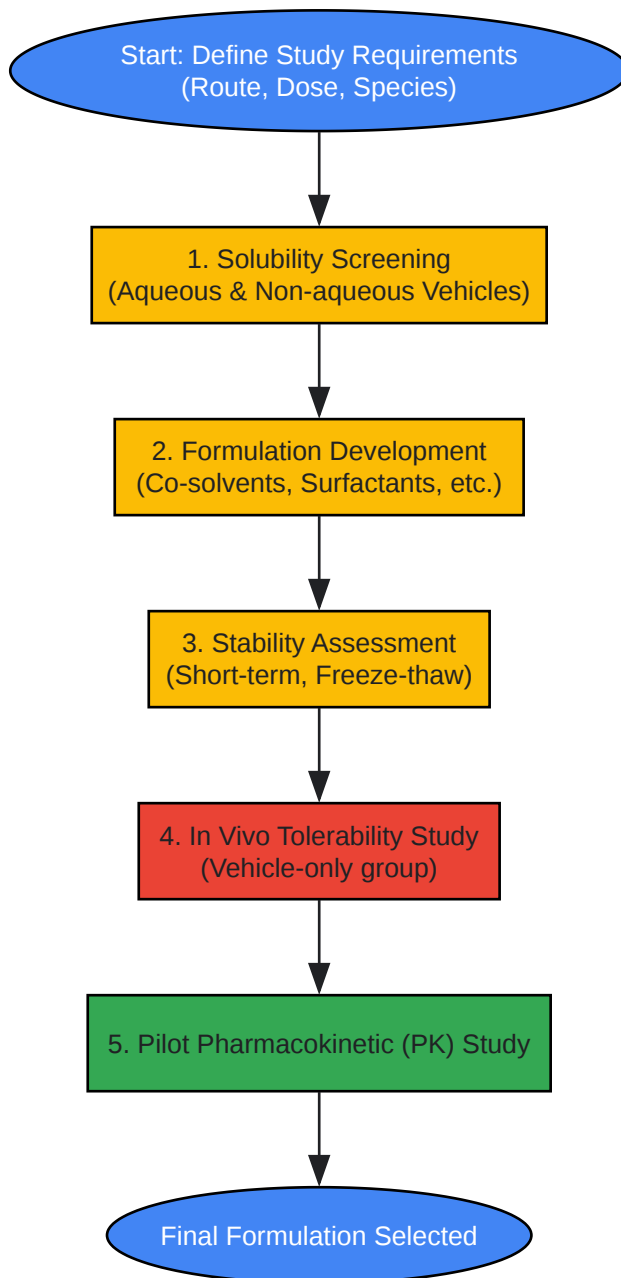 Start: Define Study Requirements
(Route, Dose, Species)
1. Solubility Screening
(Aqueous & Non-aqueous Vehicles)
2. Formulation Development
(Co-solvents, Surfactants, etc.)
3. Stability Assessment
(Short-term, Freeze-thaw)
4. In Vivo Tolerability Study
(Vehicle-only group)
5. Pilot Pharmacokinetic (PK) Study
Final Formulation Selected